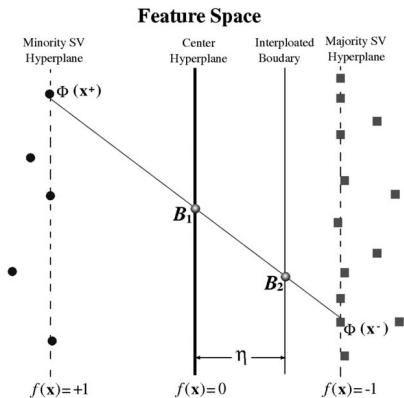 Feature Space
Minority SV
Hyperplane
Center
Hyperplane
Interploated
Boudary
Majority SV
Hyperplane
Φ(x⁺)
B₁
B₂
Φ(x⁻)
η
f(x)=+1
f(x)=0
f(x)=-1